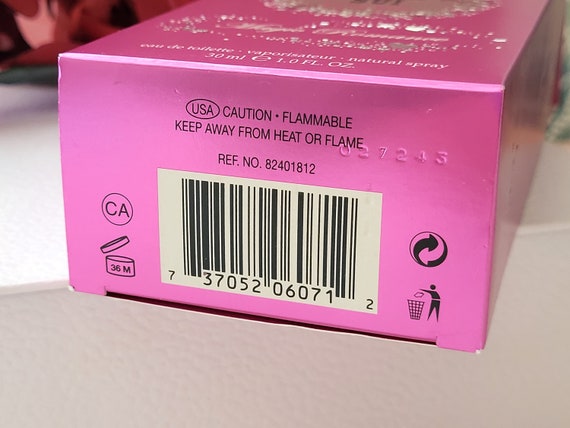 eau de toilette · vaporisateur · natural spray
30 ml ℮ 1.0 FL. OZ.
USA CAUTION • FLAMMABLE
KEEP AWAY FROM HEAT OR FLAME
027243
REF. NO. 82401812
CA
36 M
7 37052 06071 2